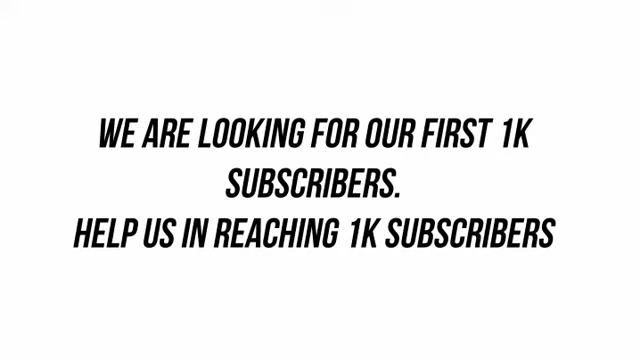 WE ARE LOOKING FOR OUR FIRST 1K
SUBSCRIBERS.
HELP US IN REACHING 1K SUBSCRIBERS